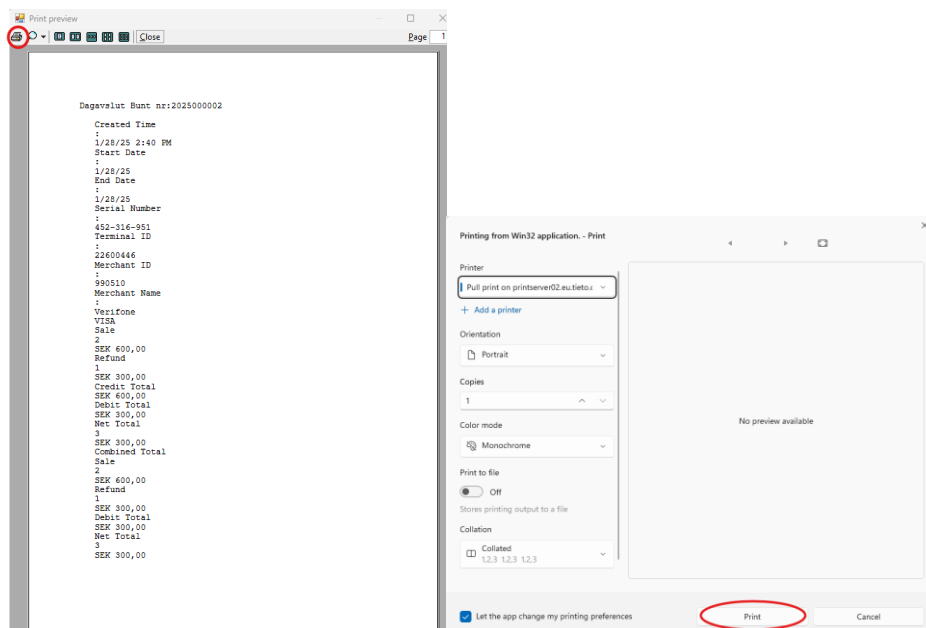 Print preview
Close
Page 1
Dagavslut Bunt nr:2025000002
Created Time
:
1/28/25 2:40 PM
Start Date
:
1/28/25
End Date
:
1/28/25
Serial Number
:
452-316-951
Terminal ID
:
22600446
Merchant ID
:
990510
Merchant Name
:
Verifone
VISA
Sale
2
SEK 600,00
Refund
1
SEK 300,00
Credit Total
SEK 600,00
Debit Total
SEK 300,00
Net Total
3
SEK 300,00
Combined Total
Sale
2
SEK 600,00
Refund
1
SEK 300,00
Debit Total
SEK 300,00
Net Total
3
SEK 300,00
Printing from Win32 application. - Print
Printer
Pull print on printserver02.eu.tieto.c
+ Add a printer
Orientation
Portrait
Copies
1
Color mode
Monochrome
Print to file
Off
Stores printing output to a file
Collation
Collated
1,2,3 1,2,3 1,2,3
No preview available
Let the app change my printing preferences
Print
Cancel